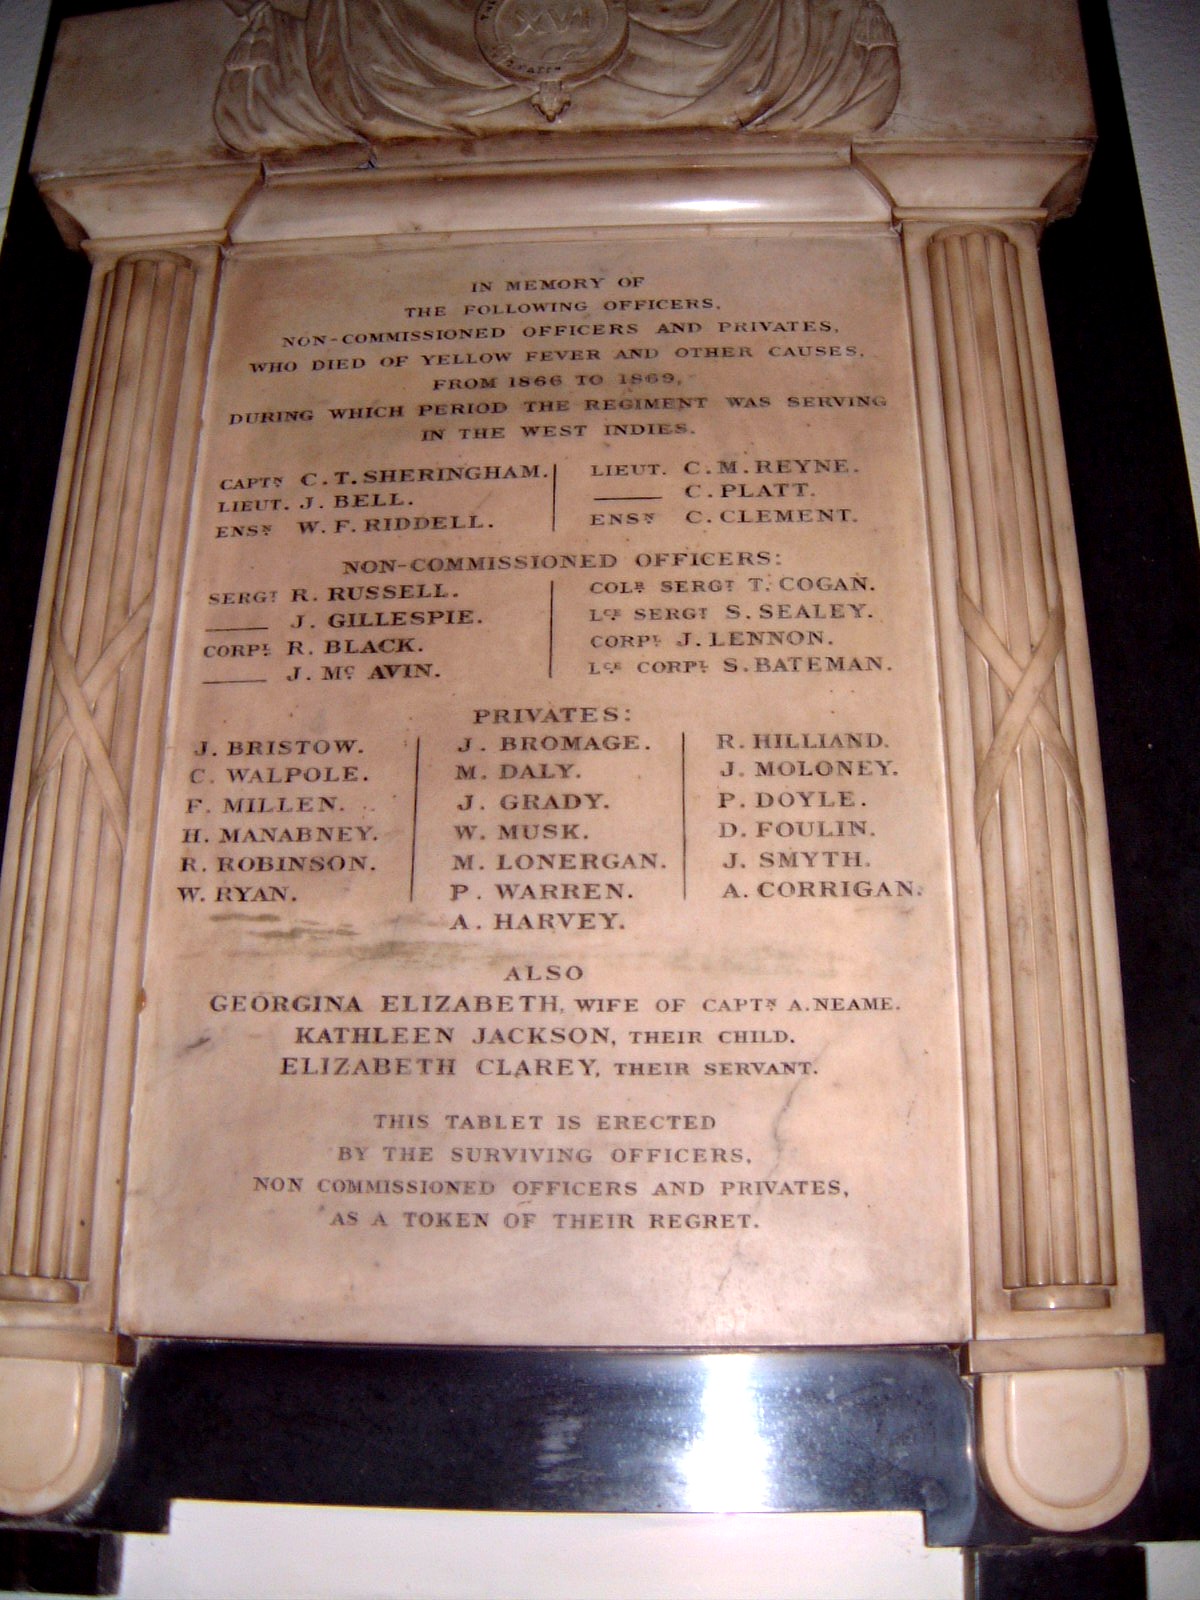 XVI
IN MEMORY OF
THE FOLLOWING OFFICERS,
NON-COMMISSIONED OFFICERS AND PRIVATES,
WHO DIED OF YELLOW FEVER AND OTHER CAUSES,
FROM 1866 TO 1869,
DURING WHICH PERIOD THE REGIMENT WAS SERVING
IN THE WEST INDIES.
CAPTN C. T. SHERINGHAM.
LIEUT. J. BELL.
ENSN W. F. RIDDELL.
LIEUT. C. M. REYNE.
——— C. PLATT.
ENSN C. CLEMENT.
NON-COMMISSIONED OFFICERS:
SERGT R. RUSSELL.
——— J. GILLESPIE.
CORPL R. BLACK.
——— J. MC AVIN.
COLR SERGT T. COGAN.
LCE SERGT S. SEALEY.
CORPL J. LENNON.
LCE CORPL S. BATEMAN.
PRIVATES:
J. BRISTOW.
C. WALPOLE.
F. MILLEN.
H. MANABNEY.
R. ROBINSON.
W. RYAN.
J. BROMAGE.
M. DALY.
J. GRADY.
W. MUSK.
M. LONERGAN.
P. WARREN.
A. HARVEY.
R. HILLIAND.
J. MOLONEY.
P. DOYLE.
D. FOULIN.
J. SMYTH.
A. CORRIGAN.
ALSO
GEORGINA ELIZABETH, WIFE OF CAPTN A. NEAME.
KATHLEEN JACKSON, THEIR CHILD.
ELIZABETH CLAREY, THEIR SERVANT.
THIS TABLET IS ERECTED
BY THE SURVIVING OFFICERS,
NON COMMISSIONED OFFICERS AND PRIVATES,
AS A TOKEN OF THEIR REGRET.